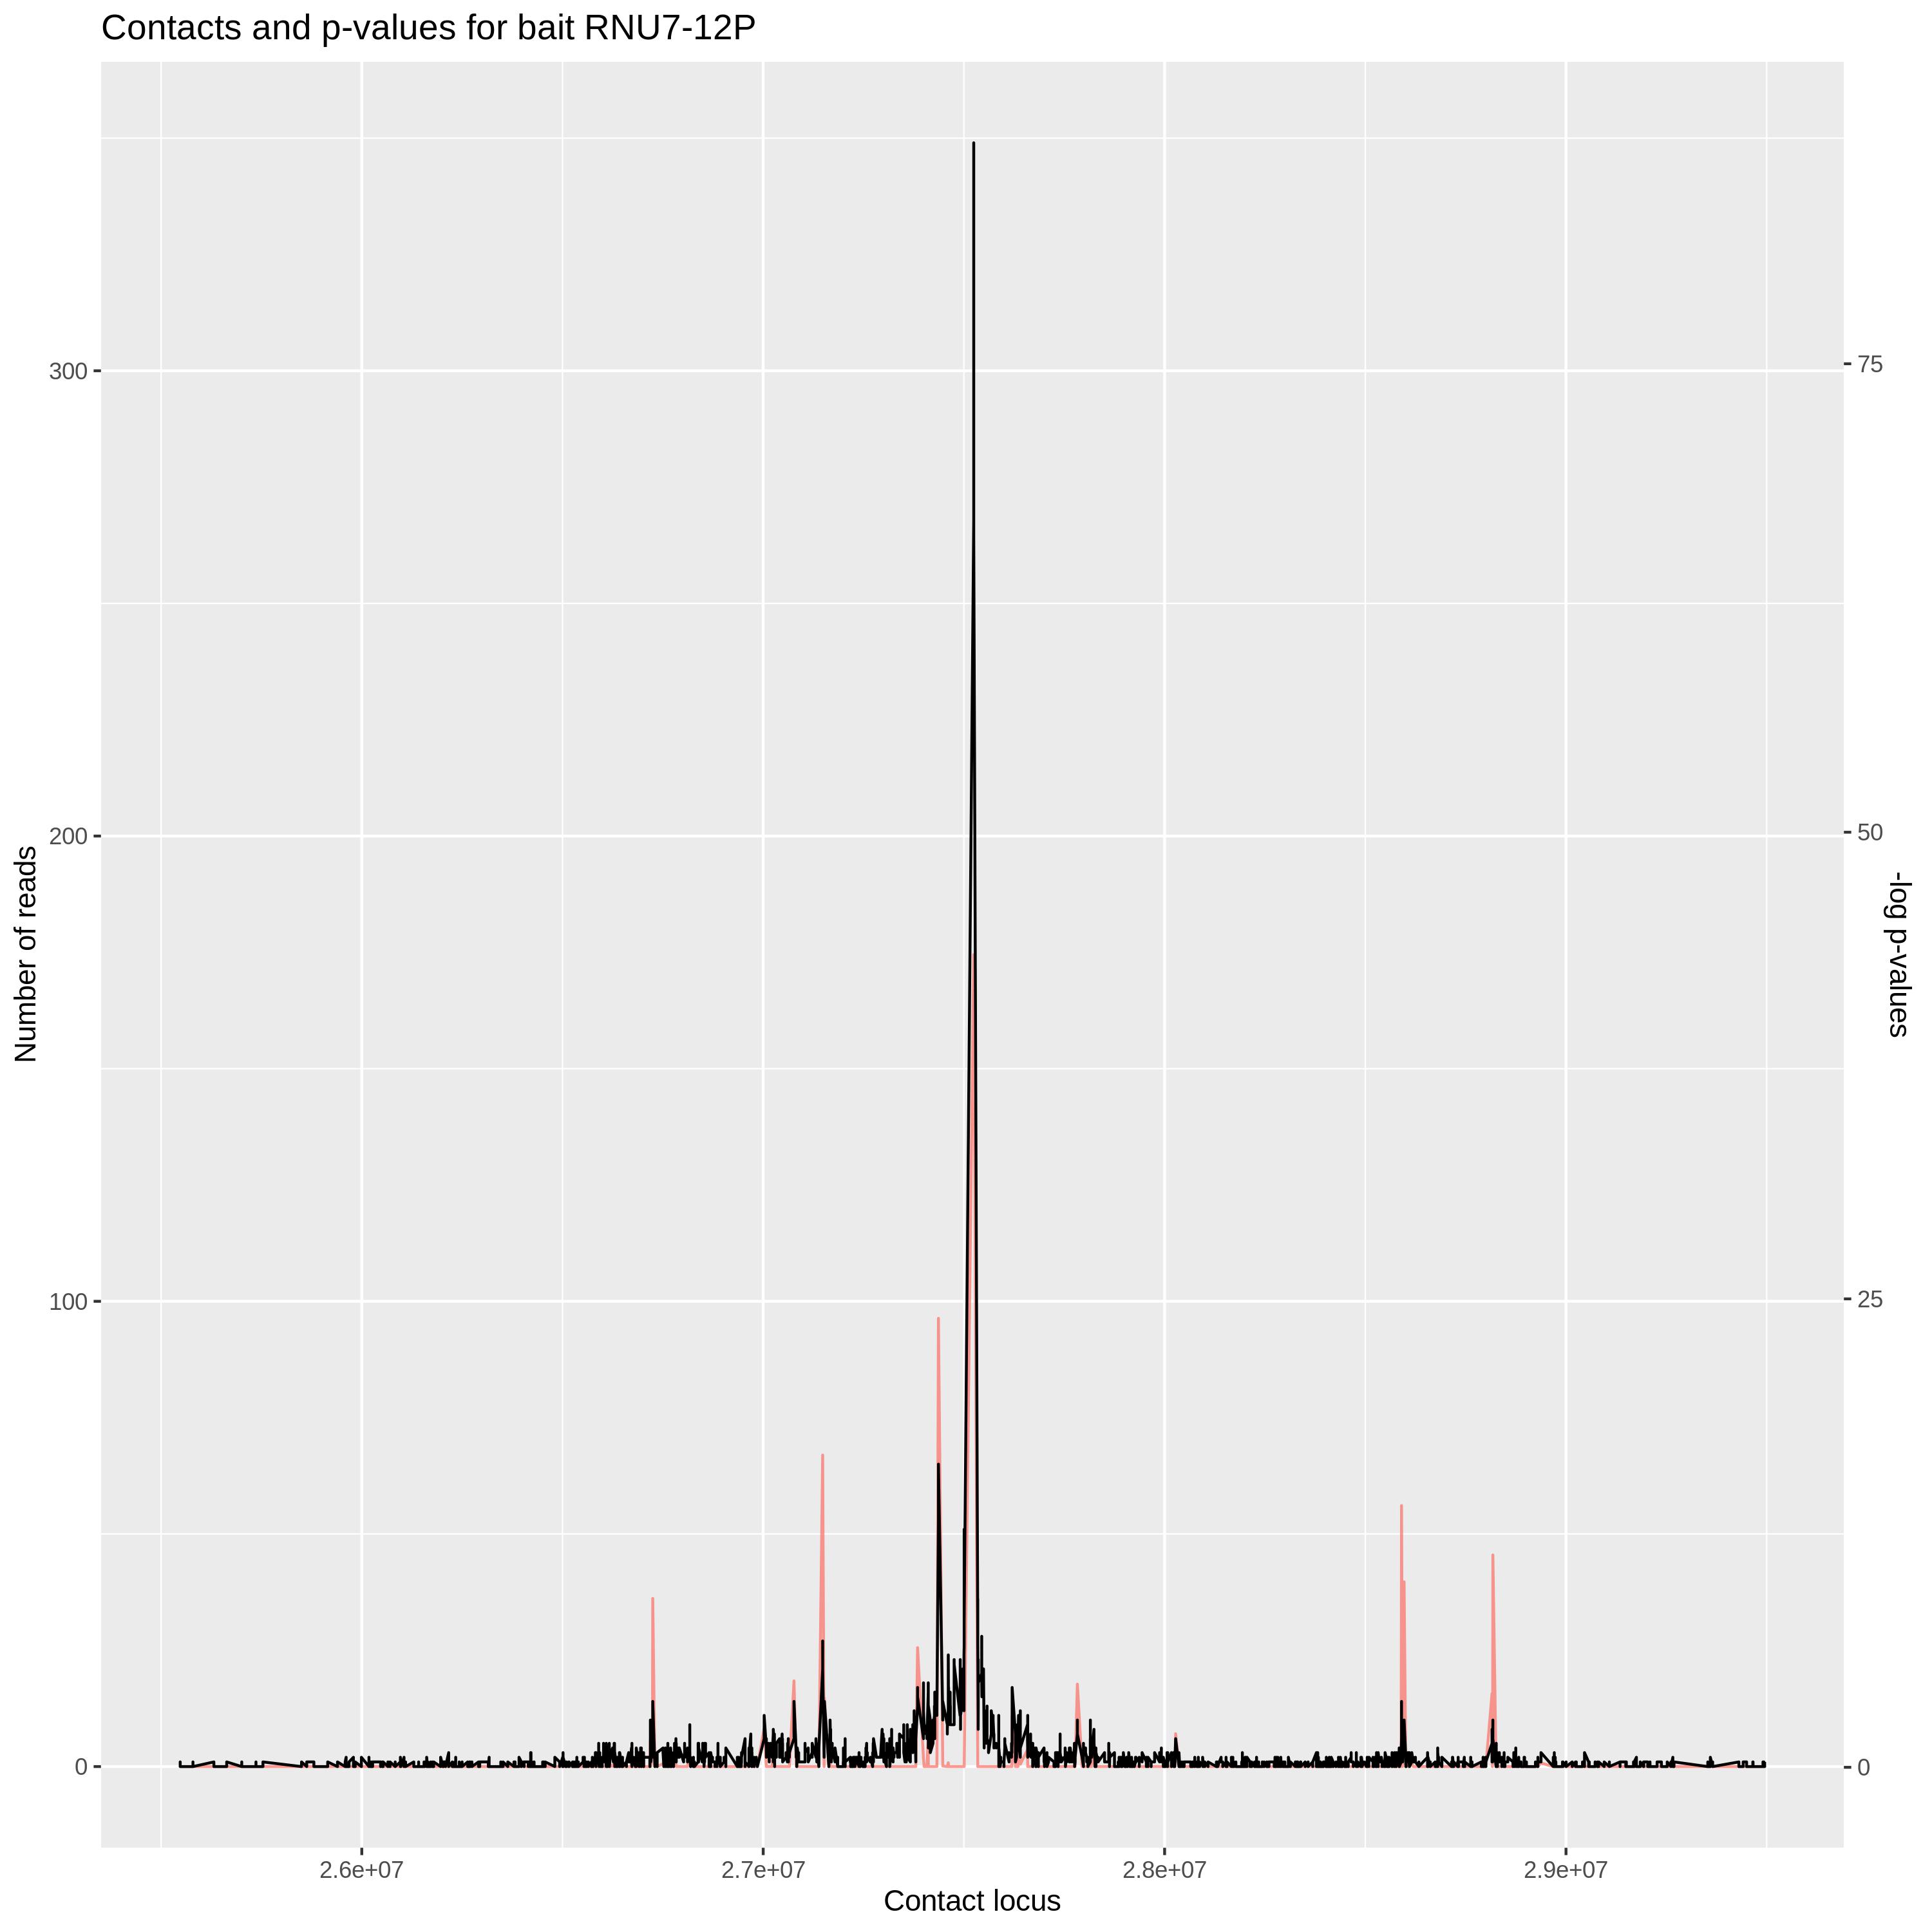 Contacts and p-values for bait RNU7-12P
Number of reads
300
200
100
0
75
50
25
0
-log p-values
2.6e+07
2.7e+07
2.8e+07
2.9e+07
Contact locus